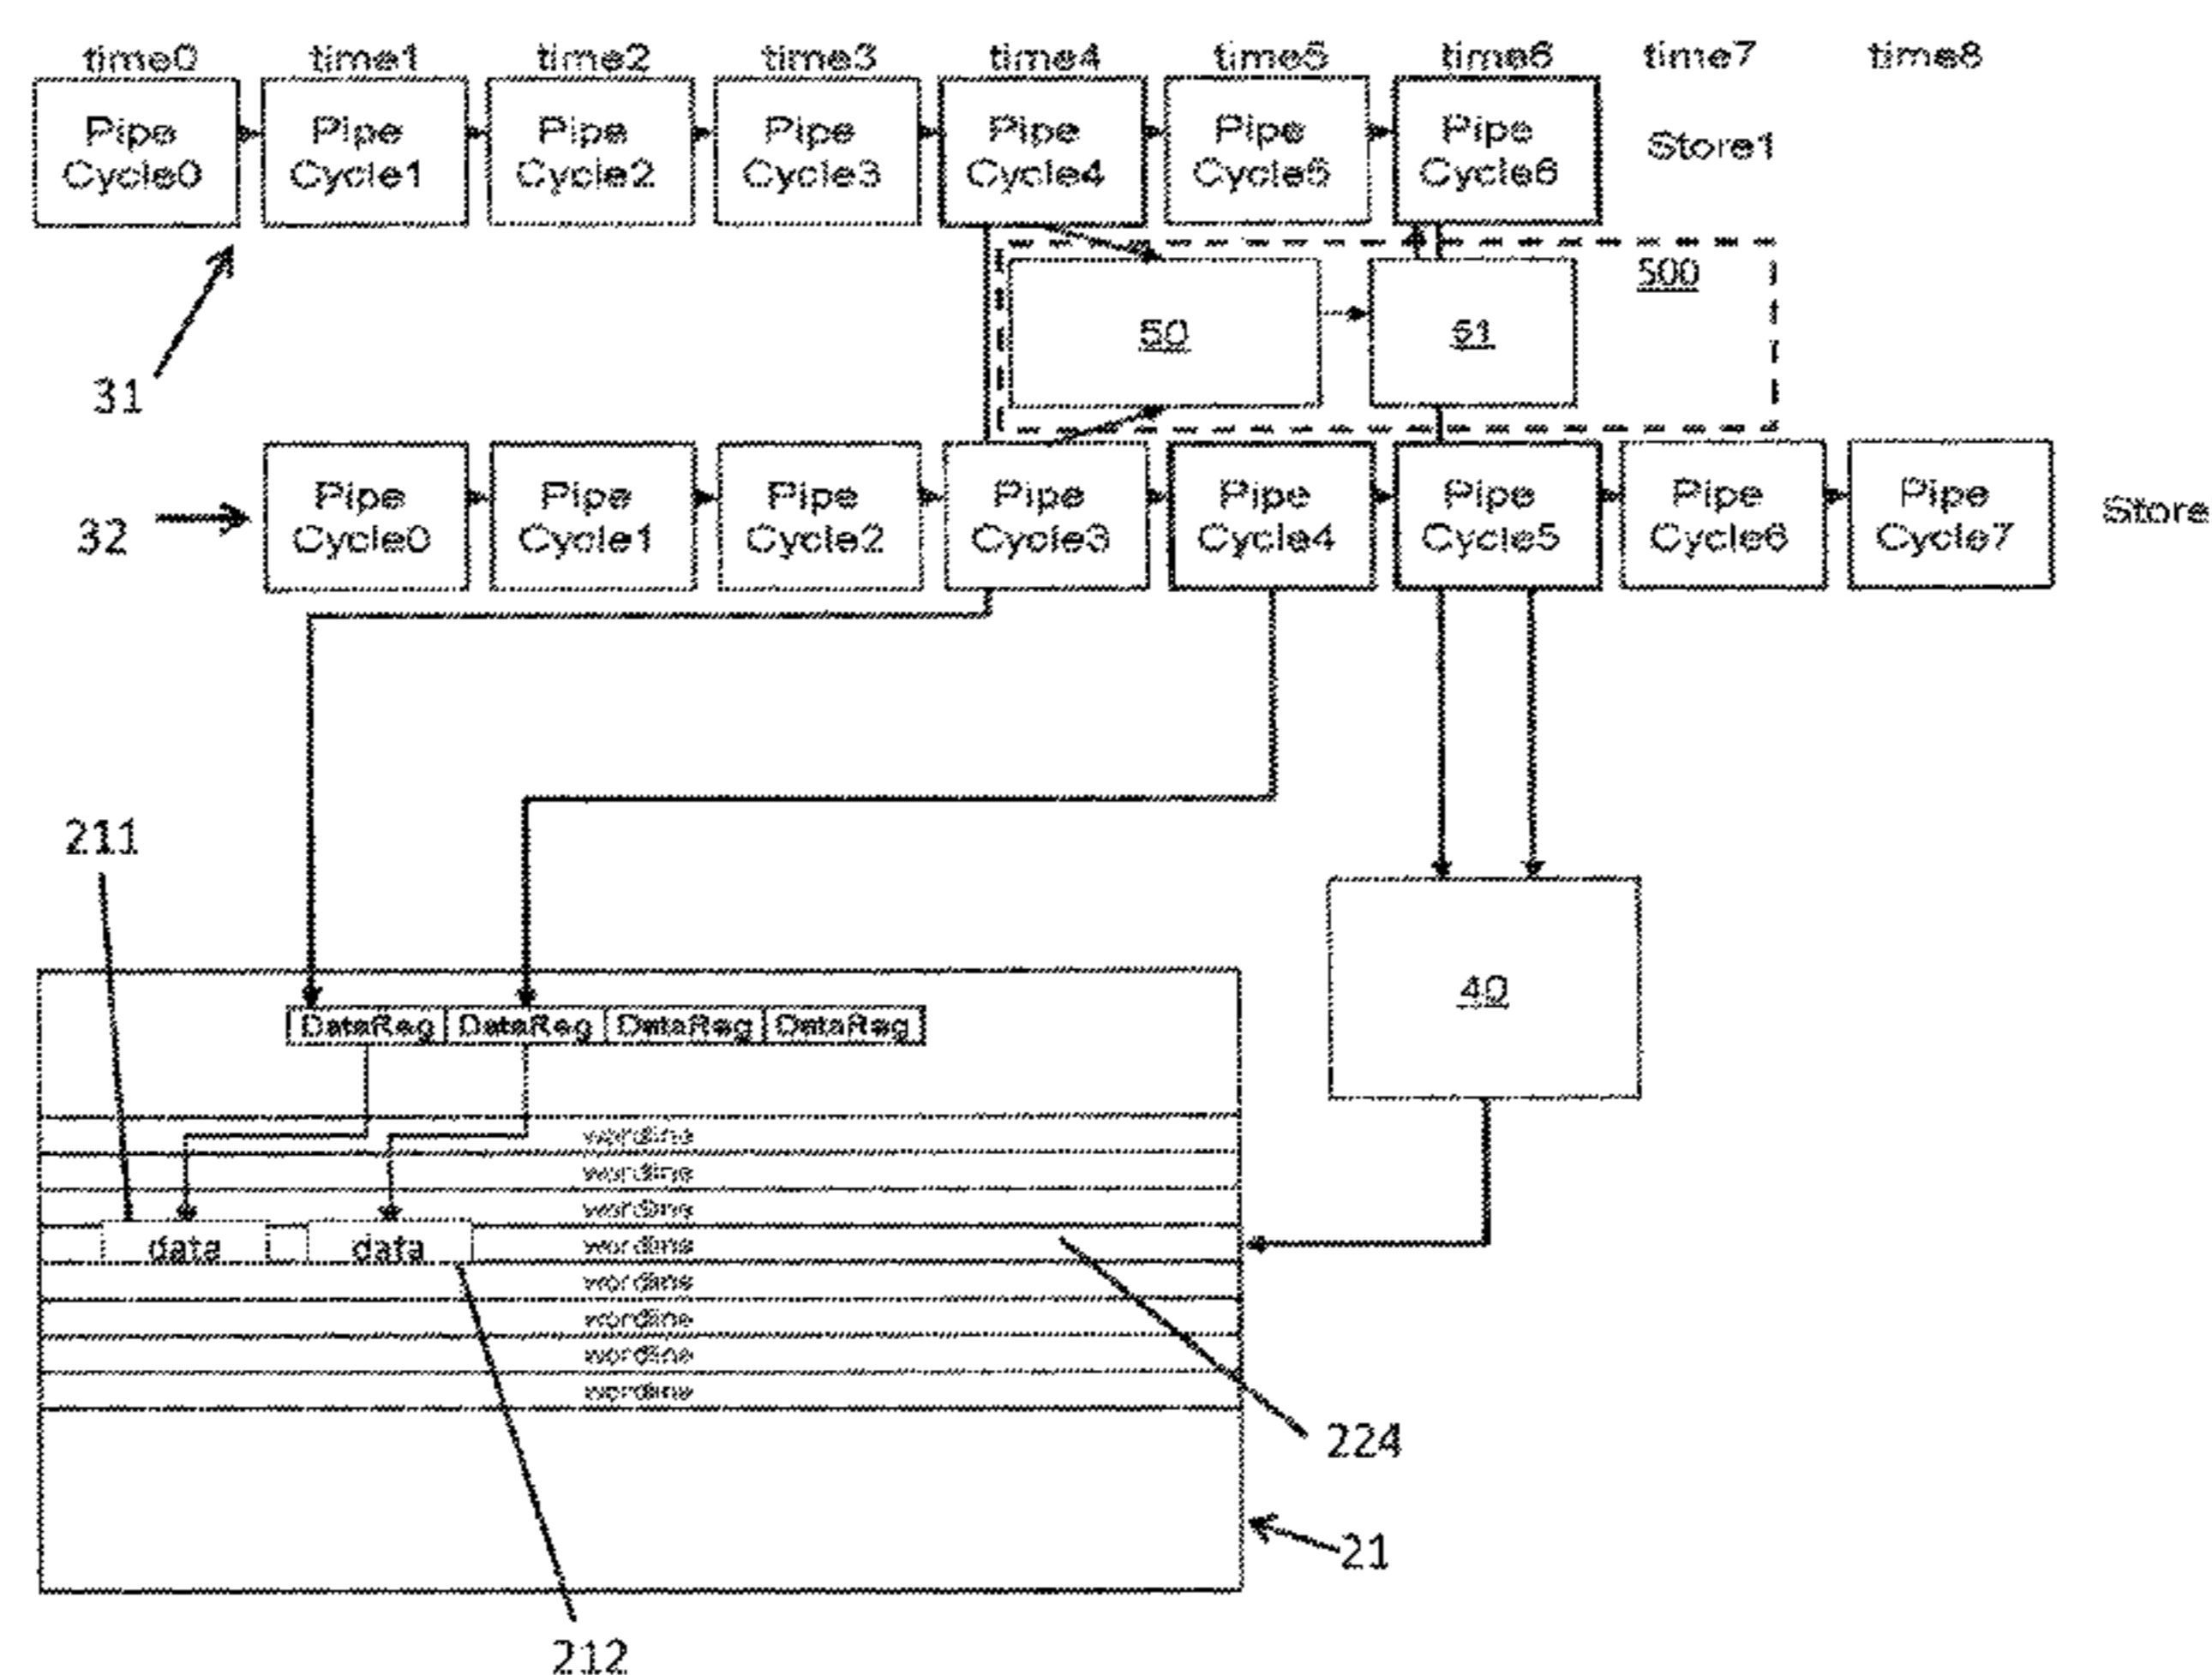 time0 time1 time2 time3 time4 time5 time6 time7 time8
Pipe Cycle0 Pipe Cycle1 Pipe Cycle2 Pipe Cycle3 Pipe Cycle4 Pipe Cycle5 Pipe Cycle6 Store1
500
50 51
31
Pipe Cycle0 Pipe Cycle1 Pipe Cycle2 Pipe Cycle3 Pipe Cycle4 Pipe Cycle5 Pipe Cycle6 Pipe Cycle7 Store
32
211
40
DataReg DataReg DataReg DataReg
wordline
wordline
wordline
data data wordline
wordline
wordline
wordline
wordline
224
21
212